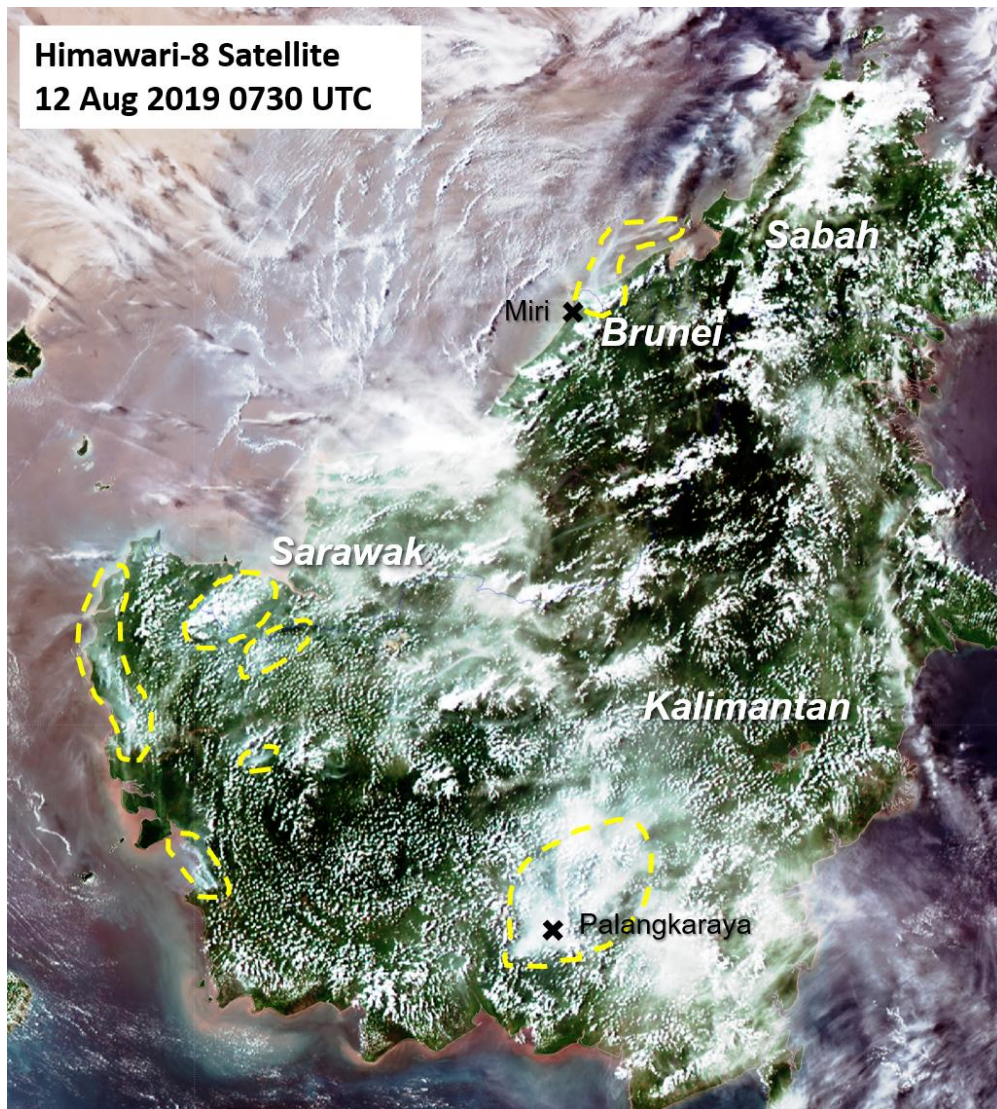 Himawari-8 Satellite
12 Aug 2019 0730 UTC
Sabah
Miri
Brunei
Sarawak
Kalimantan
Palangkaraya